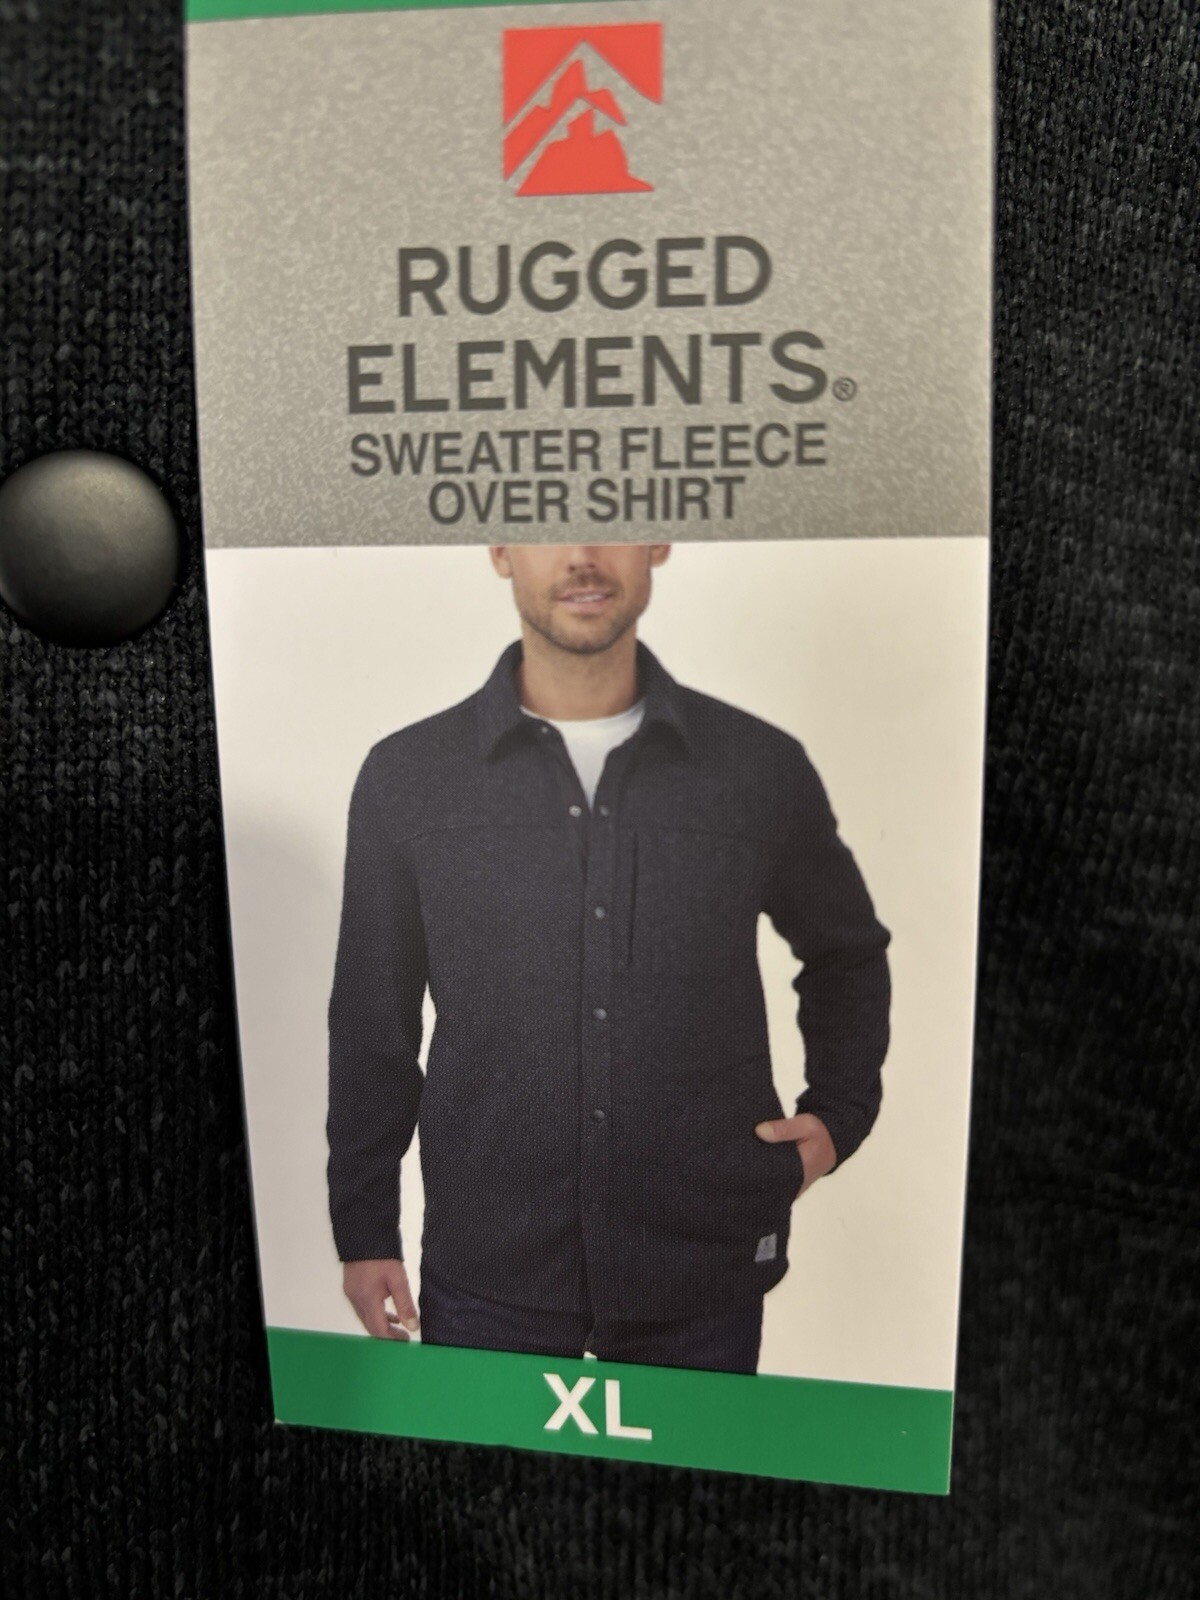 RUGGED
ELEMENTS®
SWEATER FLEECE
OVER SHIRT
XL